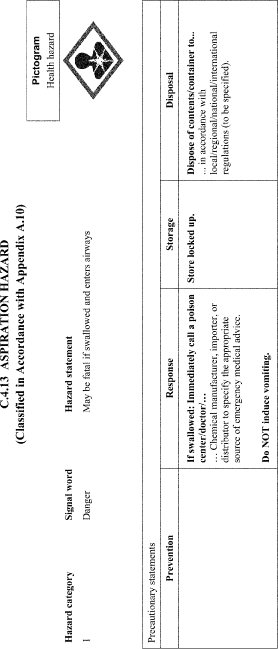 C.4.13 ASPIRATION HAZARD
(Classified in Accordance with Appendix A.10)
Pictogram
Health hazard
Hazard category
Signal word
Hazard statement
1
Danger
May be fatal if swallowed and enters airways
Precautionary statements
Prevention
Response
Storage
Disposal
If swallowed: Immediately call a poison
center/doctor/…
… Chemical manufacturer, importer, or
distributor to specify the appropriate
source of emergency medical advice.
Do NOT induce vomiting.
Store locked up.
Dispose of contents/container to...
... in accordance with
local/regional/national/international
regulations (to be specified).